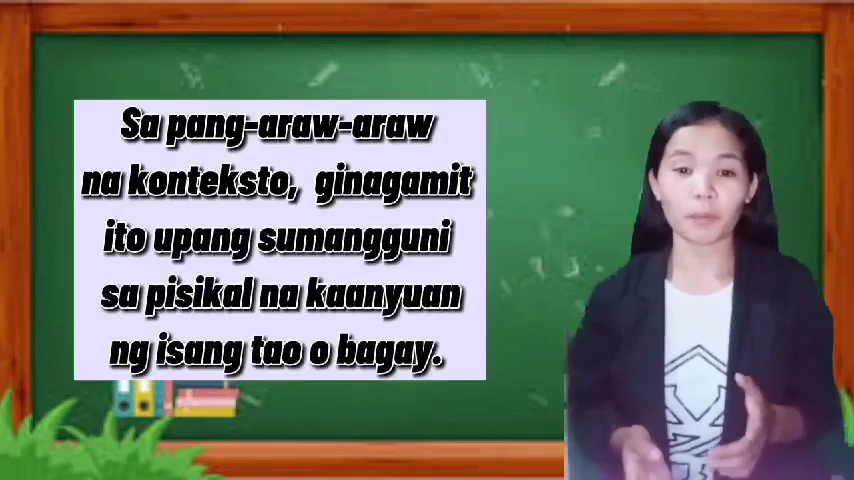 Sa pang-araw-araw
na konteksto, ginagamit
ito upang sumangguni
sa pisikal na kaanyuan
ng isang tao o bagay.